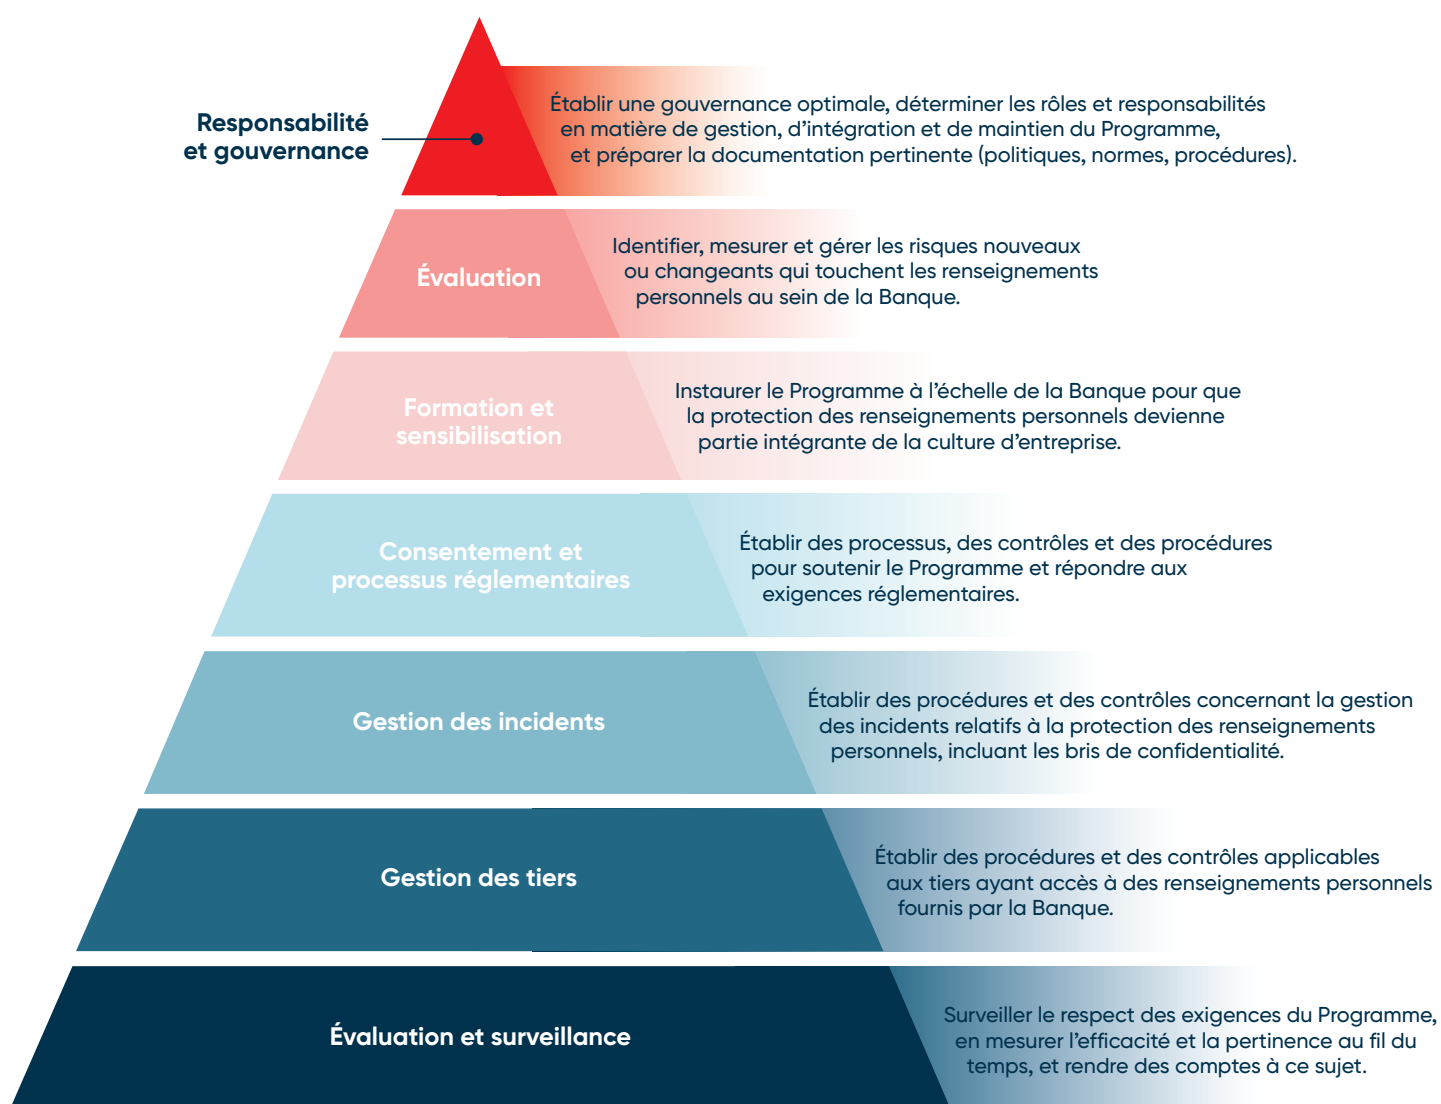 Responsabilité
et gouvernance
Établir une gouvernance optimale, déterminer les rôles et responsabilités
en matière de gestion, d’intégration et de maintien du Programme,
et préparer la documentation pertinente (politiques, normes, procédures).
Évaluation
Identifier, mesurer et gérer les risques nouveaux
ou changeants qui touchent les renseignements
personnels au sein de la Banque.
Formation et
sensibilisation
Instaurer le Programme à l’échelle de la Banque pour que
la protection des renseignements personnels devienne
partie intégrante de la culture d’entreprise.
Consentement et
processus réglementaires
Établir des processus, des contrôles et des procédures
pour soutenir le Programme et répondre aux
exigences réglementaires.
Gestion des incidents
Établir des procédures et des contrôles concernant la gestion
des incidents relatifs à la protection des renseignements
personnels, incluant les bris de confidentialité.
Gestion des tiers
Établir des procédures et des contrôles applicables
aux tiers ayant accès à des renseignements personnels
fournis par la Banque.
Évaluation et surveillance
Surveiller le respect des exigences du Programme,
en mesurer l’efficacité et la pertinence au fil du
temps, et rendre des comptes à ce sujet.